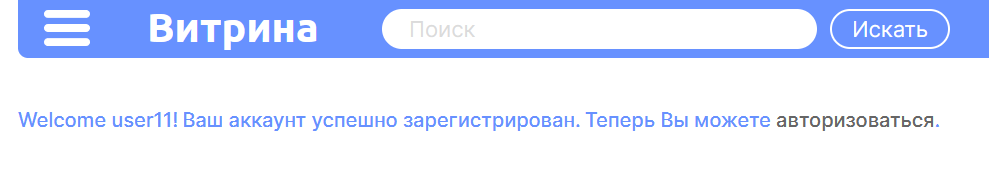 Витрина Поиск Искать
Welcome user11! Ваш аккаунт успешно зарегистрирован. Теперь Вы можете авторизоваться.